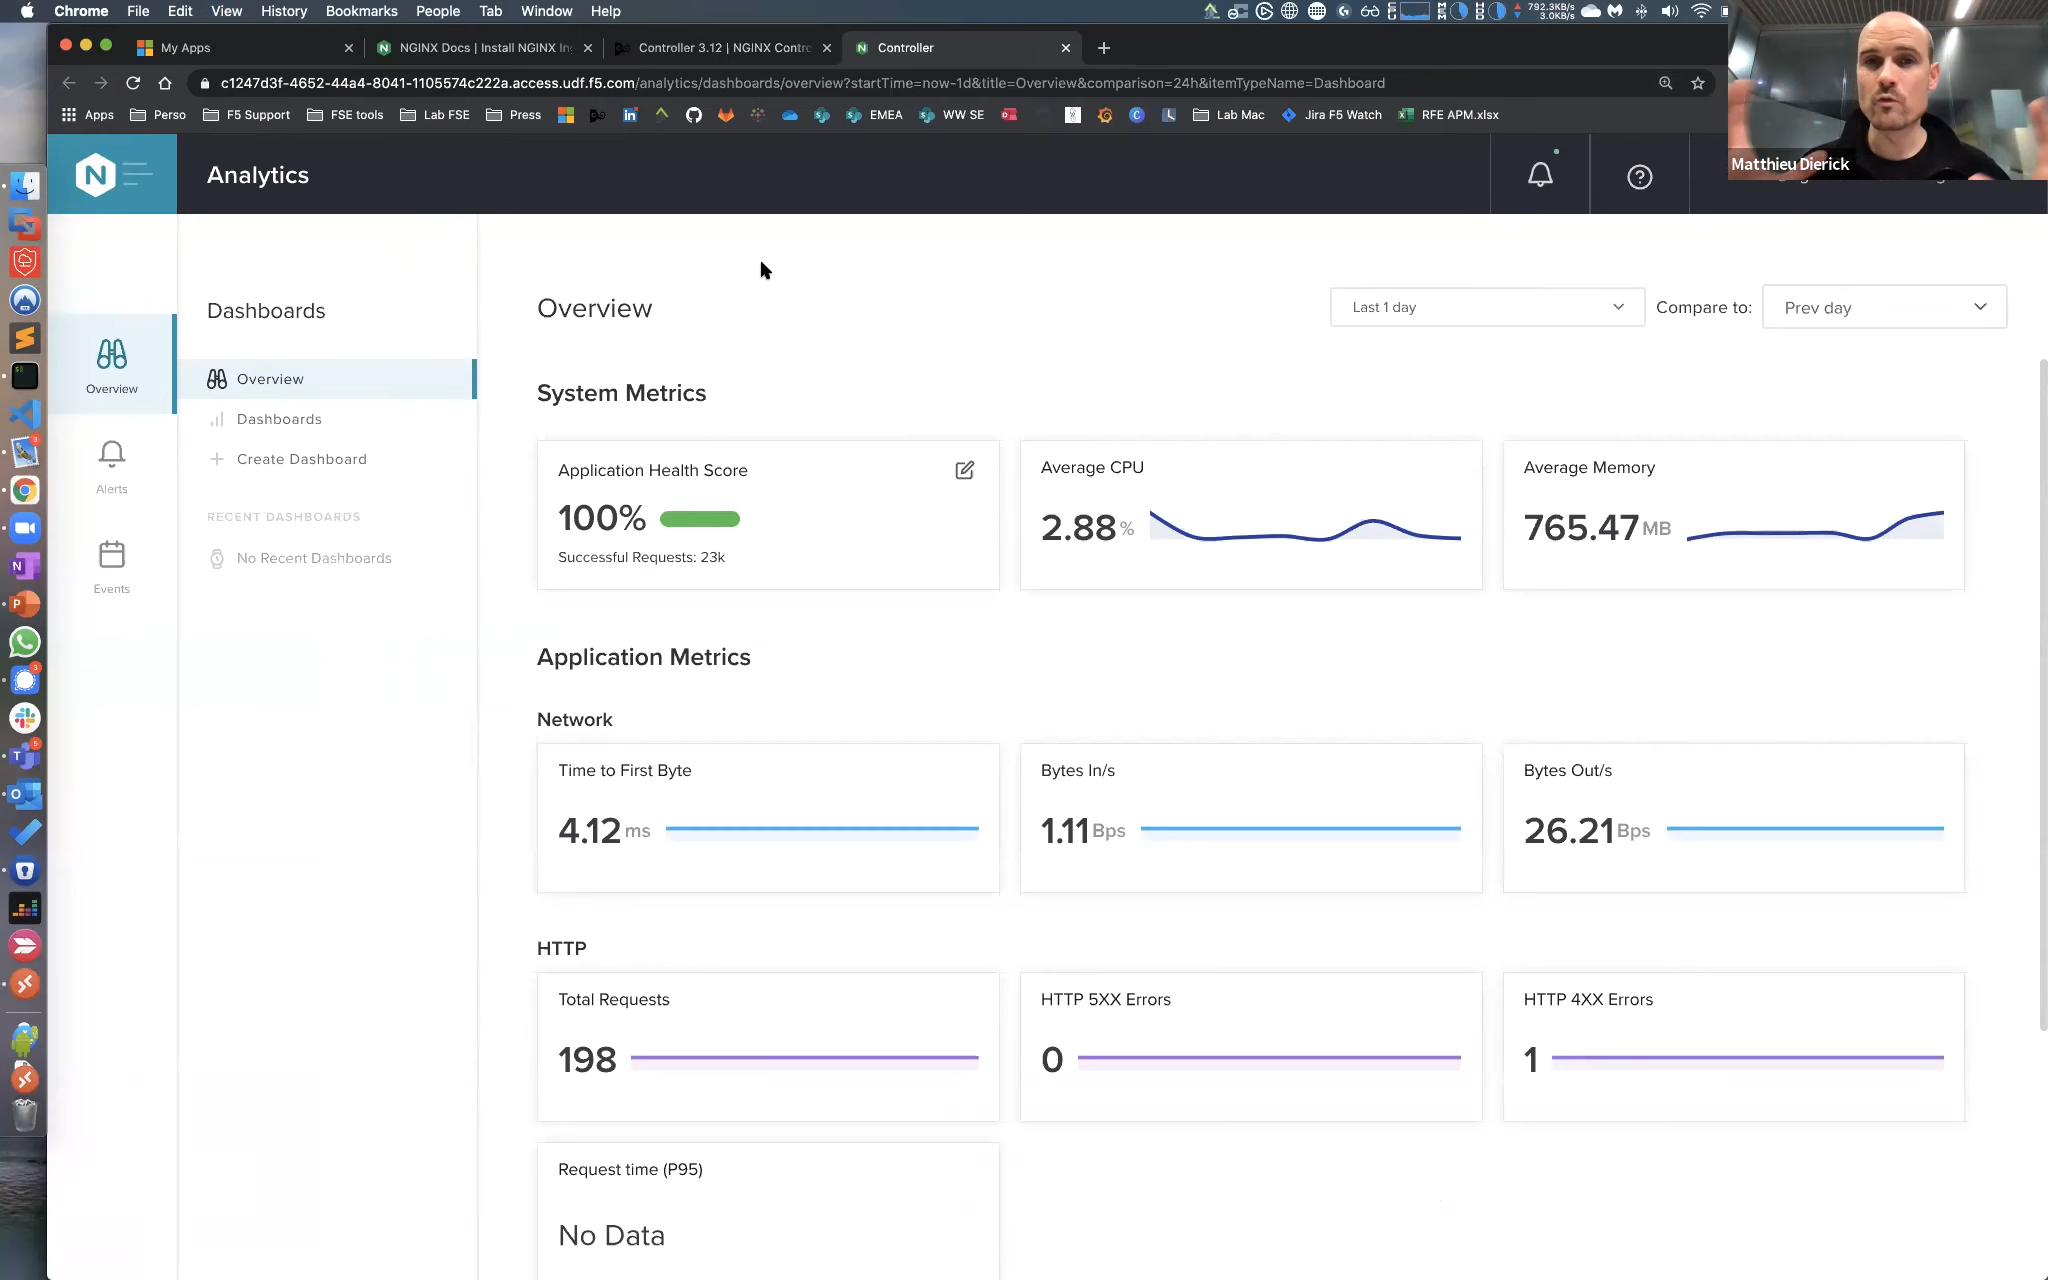 Chrome File Edit View History Bookmarks People Tab Window Help
792.3KB/s
3.0KB/s
My Apps
NGINX Docs | Install NGINX In
Controller 3.12 | NGINX Contro
Controller
c1247d3f-4652-44a4-8041-1105574c222a.access.udf.f5.com/analytics/dashboards/overview?startTime=now-1d&title=Overview&comparison=24h&itemTypeName=Dashboard
Apps Perso F5 Support FSE tools Lab FSE Press EMEA WW SE Lab Mac Jira F5 Watch RFE APM.xlsx
Matthieu Dierick
N
Analytics
Overview
Alerts
Events
Dashboards
Overview
Dashboards
Create Dashboard
RECENT DASHBOARDS
No Recent Dashboards
Overview
Last 1 day
Compare to:
Prev day
System Metrics
Application Health Score
100%
Successful Requests: 23k
Average CPU
2.88 %
Average Memory
765.47 MB
Application Metrics
Network
Time to First Byte
4.12 ms
Bytes In/s
1.11 Bps
Bytes Out/s
26.21 Bps
HTTP
Total Requests
198
HTTP 5XX Errors
0
HTTP 4XX Errors
1
Request time (P95)
No Data